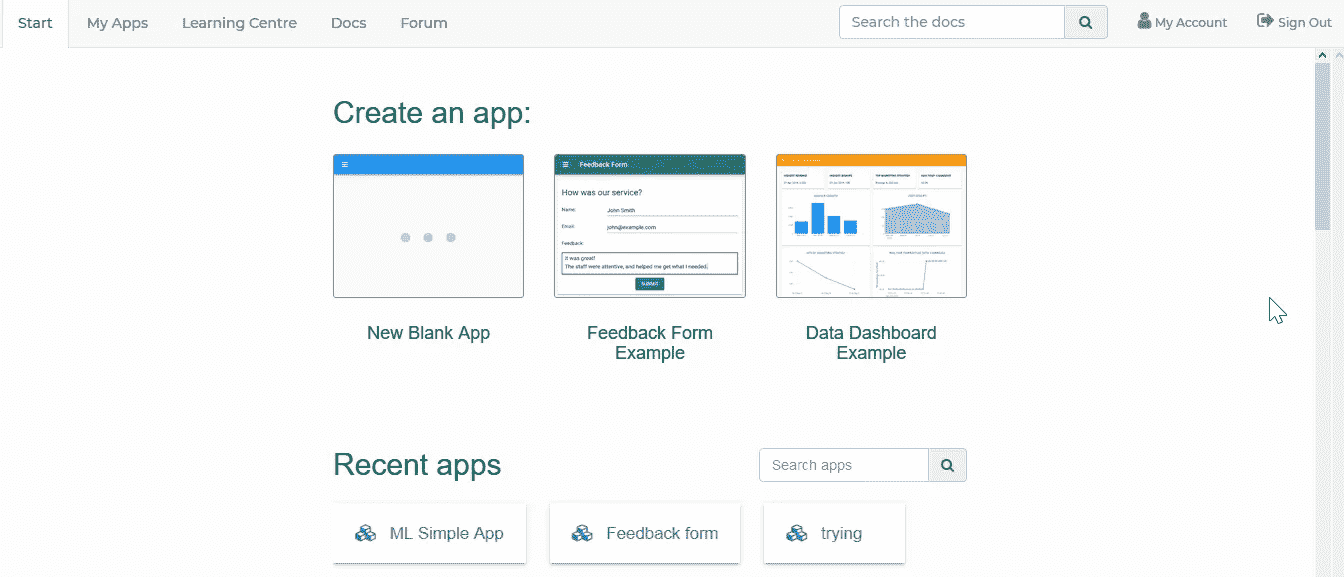 Start
My Apps
Learning Centre
Docs
Forum
Search the docs
My Account
Sign Out
Create an app:
Feedback Form
How was our service?
Name:
John Smith
Email:
john@example.com
Feedback:
It was great!
The staff were attentive, and helped me get what I needed.
SUBMIT
New Blank App
Feedback Form
Example
Data Dashboard
Example
Recent apps
Search apps
ML Simple App
Feedback form
trying